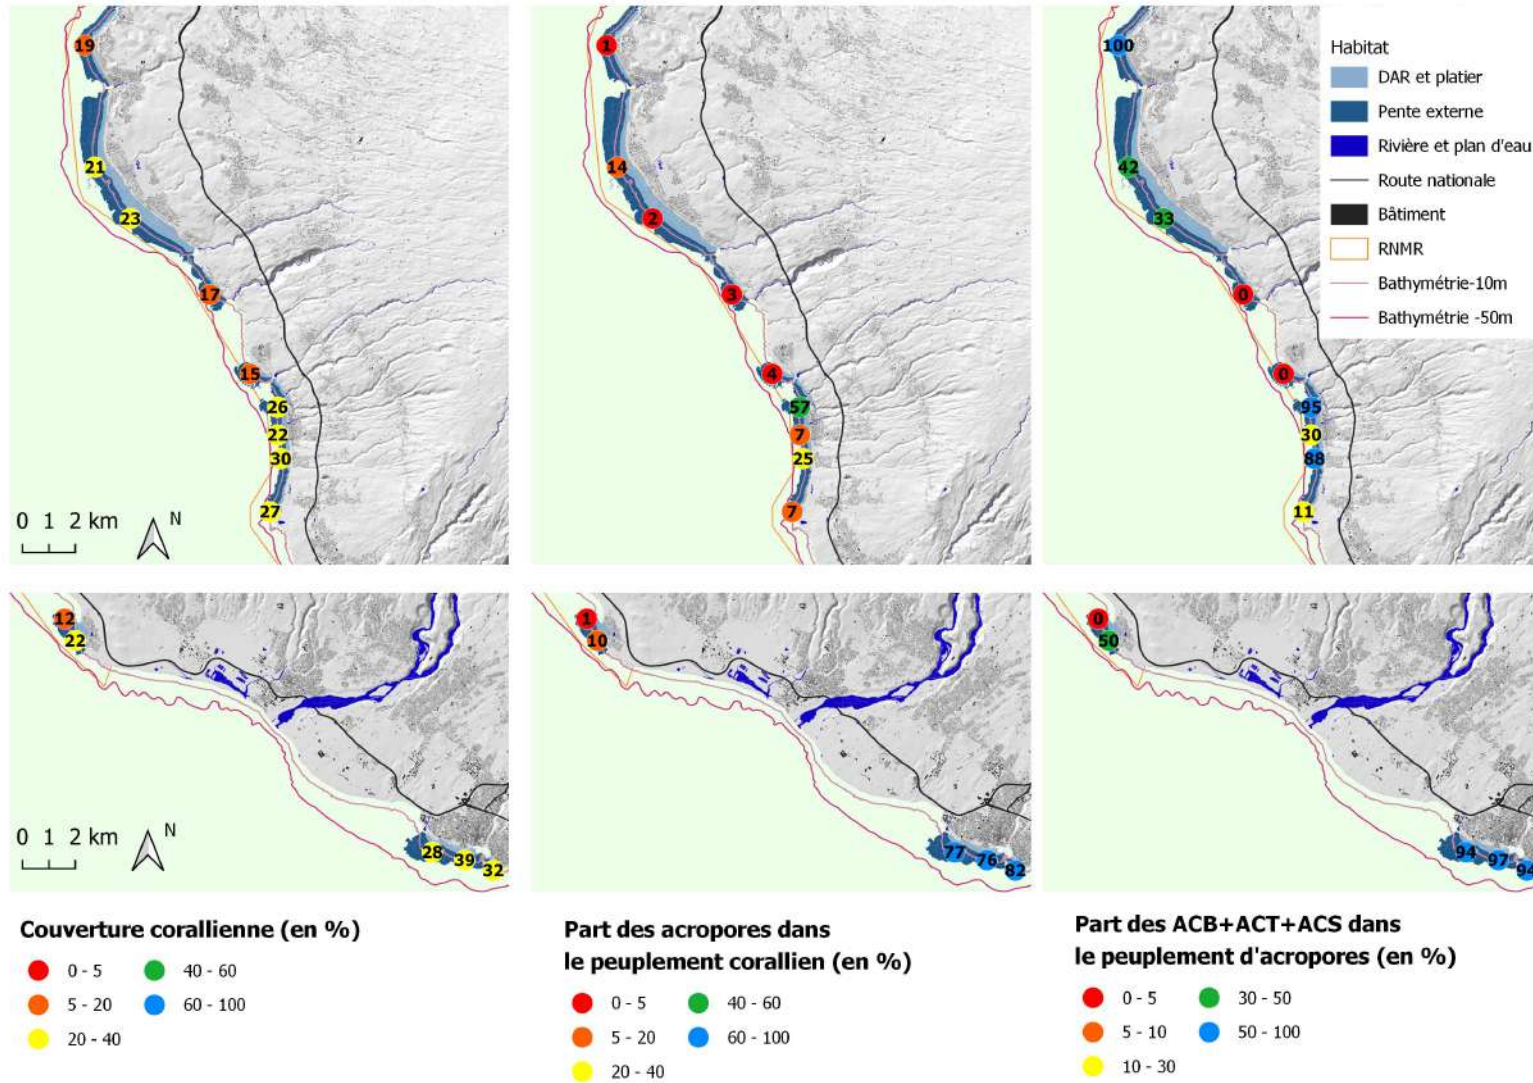 19
21
23
17
15
26
22
30
27
0 1 2 km
N
1
14
2
3
4
57
7
25
7
100
42
33
0
0
95
30
88
11
Habitat
DAR et platier
Pente externe
Rivière et plan d'eau
Route nationale
Bâtiment
RNMR
Bathymétrie-10m
Bathymétrie -50m
12
22
28
39
32
0 1 2 km
N
1
10
77
76
82
0
50
94
97
94
Couverture corallienne (en %)
0 - 5
5 - 20
20 - 40
40 - 60
60 - 100
Part des acropores dans
le peuplement corallien (en %)
0 - 5
5 - 20
20 - 40
40 - 60
60 - 100
Part des ACB+ACT+ACS dans
le peuplement d'acropores (en %)
0 - 5
5 - 10
10 - 30
30 - 50
50 - 100